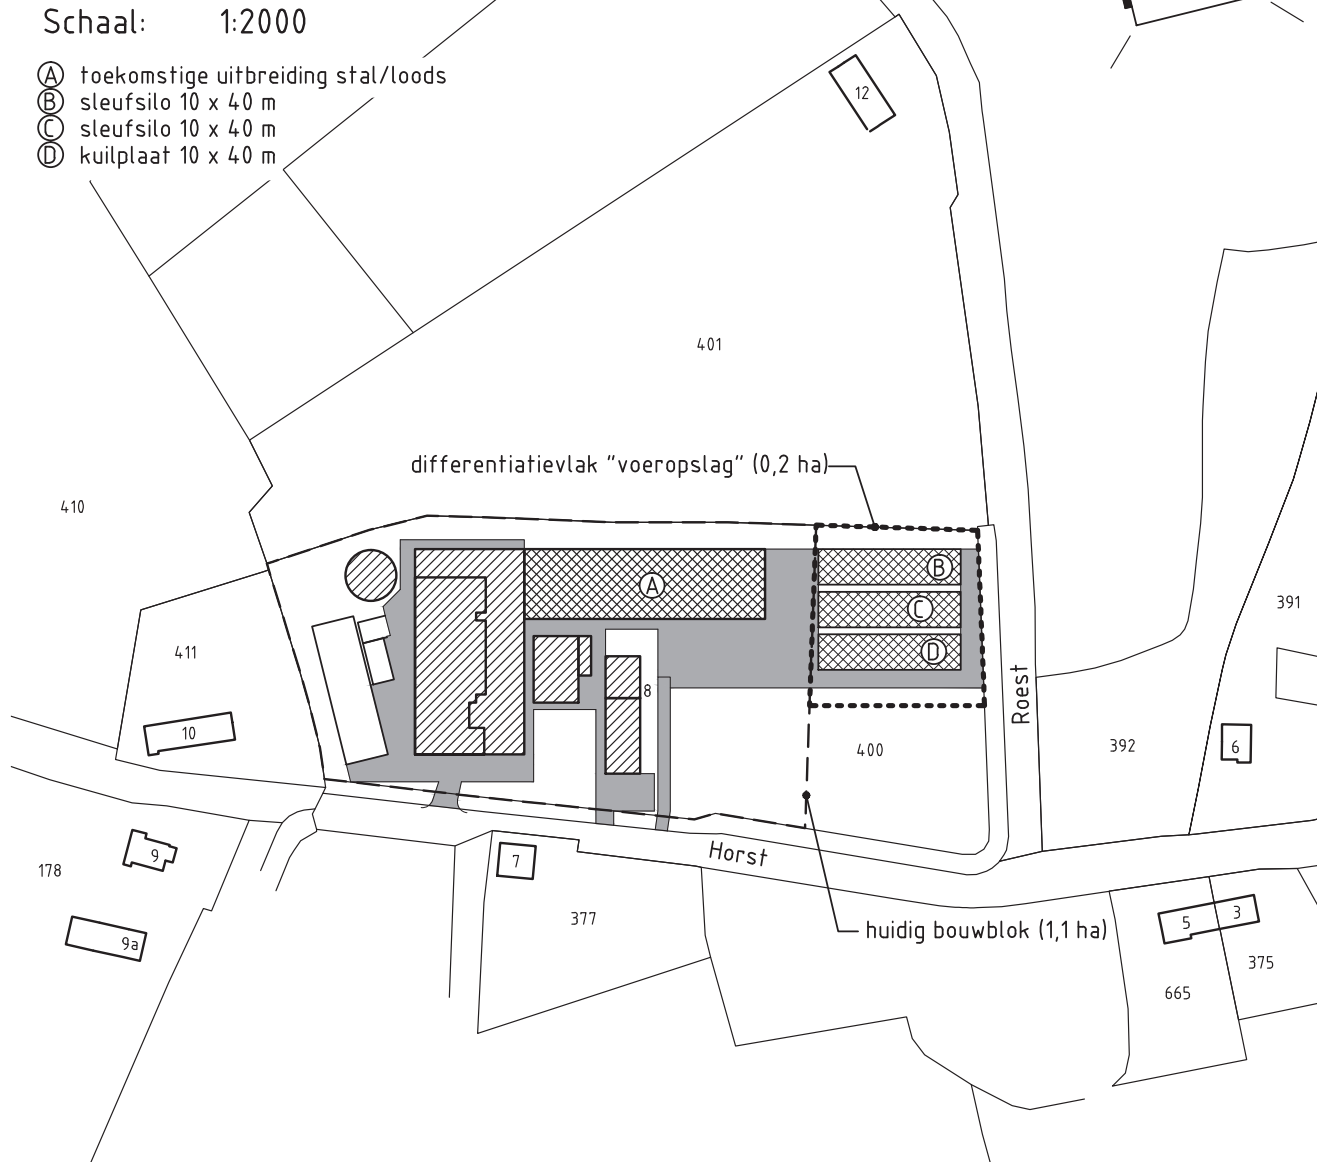 Schaal: 1:2000
A toekomstige uitbreiding stal/loods
B sleufsilo 10 x 40 m
C sleufsilo 10 x 40 m
D kuilplaat 10 x 40 m
12
401
differentiatievlak "voeropslag" (0,2 ha)
410
B
A
C
391
411
D
8
Roest
10
400
392
6
9
Horst
7
178
377
5
3
huidig bouwblok (1,1 ha)
9a
375
665